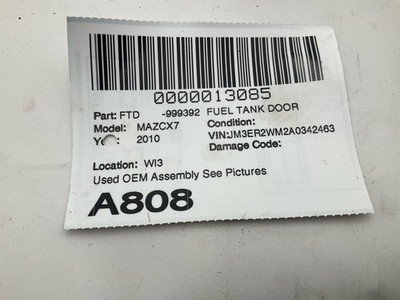 0000013085
Part: FTD -999392 FUEL TANK DOOR
Model: MAZCX7 Condition:
Year: 2010 VIN:JM3ER2WM2A0342463
Damage Code:
Location: WI3
Used OEM Assembly See Pictures
A808